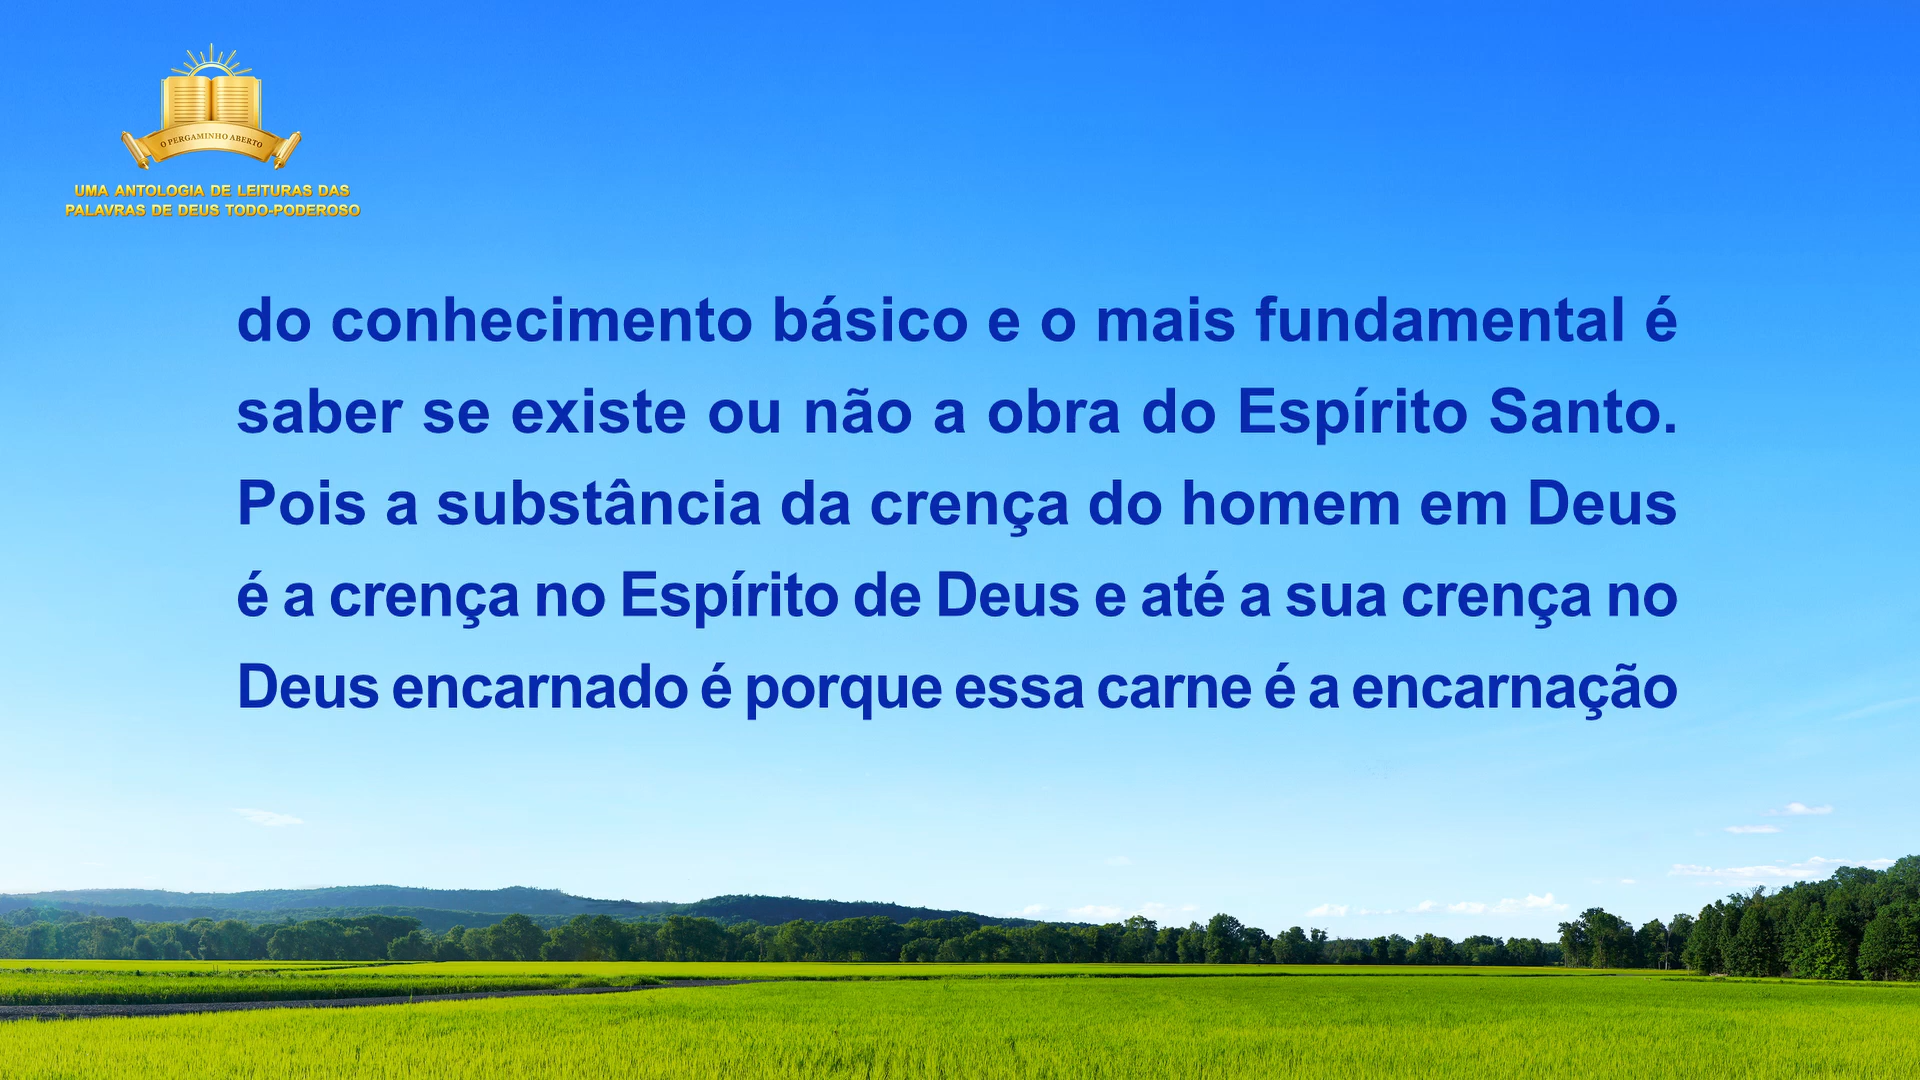 O PERGAMINHO ABERTO
UMA ANTOLOGIA DE LEITURAS DAS
PALAVRAS DE DEUS TODO-PODEROSO
do conhecimento básico e o mais fundamental é
saber se existe ou não a obra do Espírito Santo.
Pois a substância da crença do homem em Deus
é a crença no Espírito de Deus e até a sua crença no
Deus encarnado é porque essa carne é a encarnação